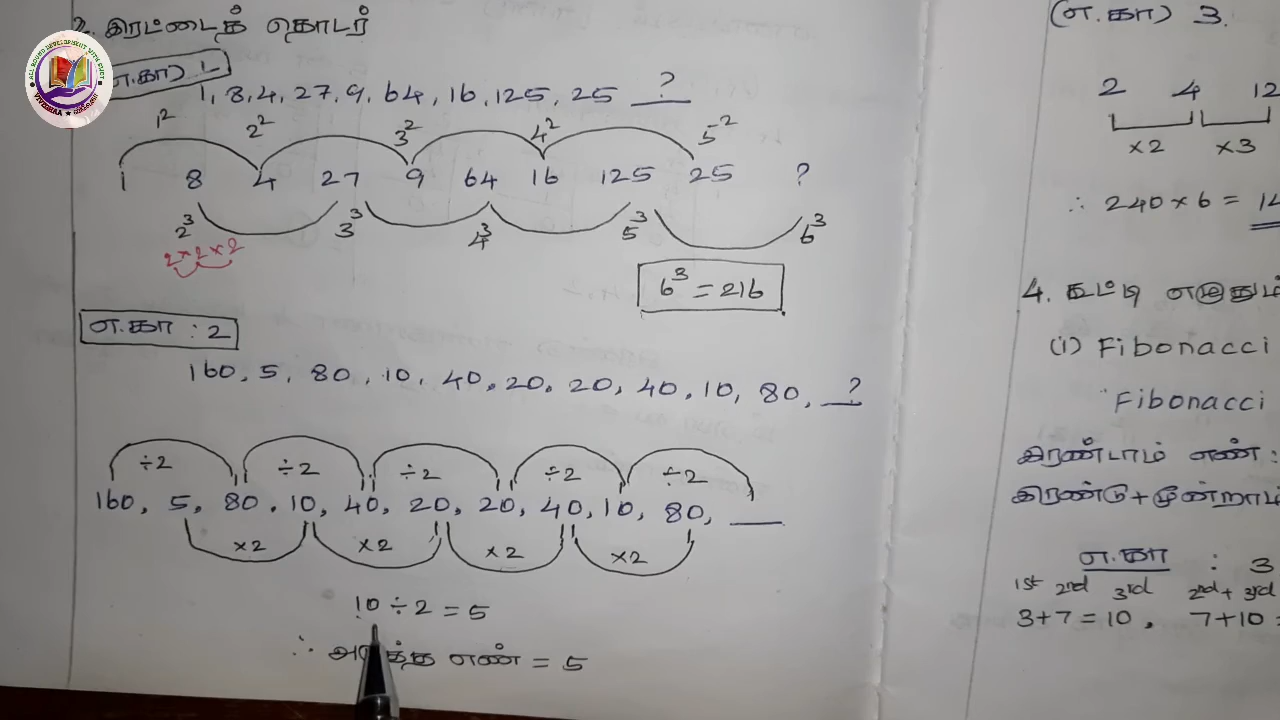 2. இரட்டைத் தொடர்
எ.கா) 1.
1, 8, 4, 27, 9, 64, 16, 125, 25 ?
1² 2² 3² 4² 5²
1 8 4 27 9 64 16 125 25 ?
2³ 3³ 4³ 5³ 6³
2×2×2
6³ = 216
எ.கா : 2
160, 5, 80, 10, 40, 20, 20, 40, 10, 80, ?
÷2 ÷2 ÷2 ÷2 ÷2
160, 5, 80, 10, 40, 20, 20, 40, 10, 80,
×2 ×2 ×2 ×2
10 ÷ 2 = 5
∴ எண் = 5
(எ.கா) 3.
2 4 12
×2 ×3
∴ 240 × 6 =
4. கூட்டி எழுதும்
(i) Fibonacci
Fibonacci
இரண்டாம் எண் :
இரண்டு + மூன்றாம்
எ.கா : 3
1st 2nd 3rd 2nd + 3rd
3+7 = 10, 7+10 =